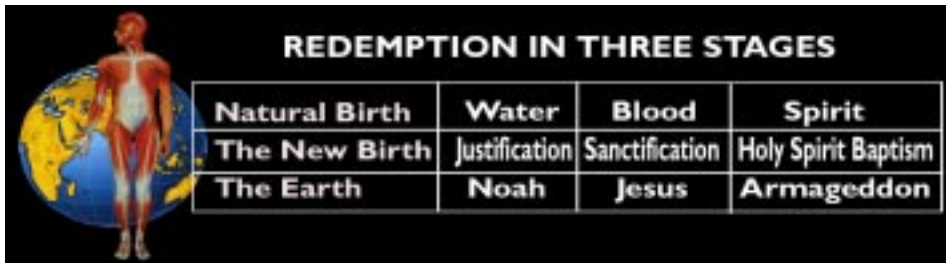 REDEMPTION IN THREE STAGES
Natural Birth Water Blood Spirit
The New Birth Justification Sanctification Holy Spirit Baptism
The Earth Noah Jesus Armageddon